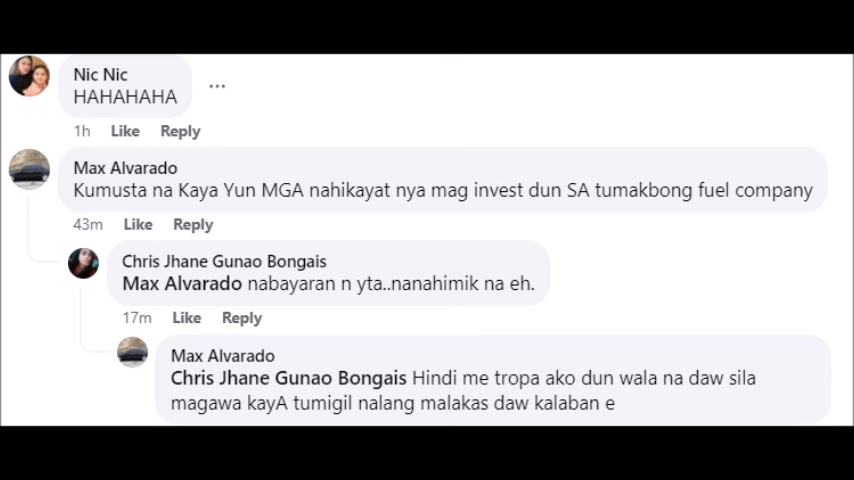 Nic Nic
HAHAHAHA
1h Like Reply
Max Alvarado
Kumusta na Kaya Yun MGA nahikayat nya mag invest dun SA tumakbong fuel company
43m Like Reply
Chris Jhane Gunao Bongais
Max Alvarado nabayaran n yta..nanahimik na eh.
17m Like Reply
Max Alvarado
Chris Jhane Gunao Bongais Hindi me tropa ako dun wala na daw sila
magawa kayA tumigil nalang malakas daw kalaban e